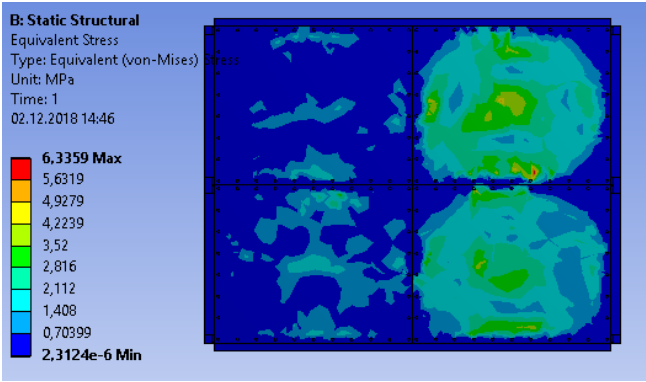 B: Static Structural
Equivalent Stress
Type: Equivalent (von-Mises) Stress
Unit: MPa
Time: 1
02.12.2018 14:46
6,3359 Max
5,6319
4,9279
4,2239
3,52
2,816
2,112
1,408
0,70399
2,3124e-6 Min